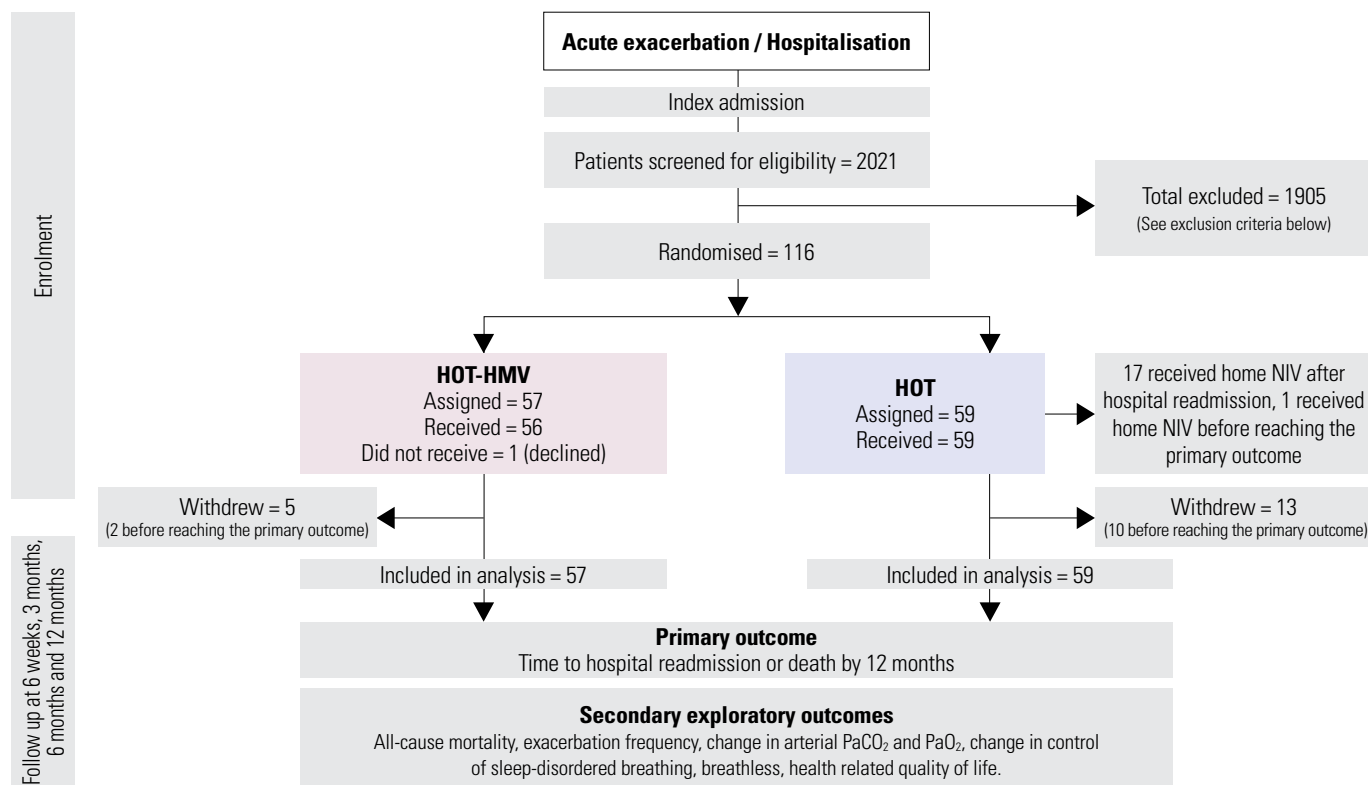 Acute exacerbation / Hospitalisation
Index admission
Patients screened for eligibility = 2021
Total excluded = 1905
(See exclusion criteria below)
Enrolment
Randomised = 116
HOT-HMV
Assigned = 57
Received = 56
Did not receive = 1 (declined)
HOT
Assigned = 59
Received = 59
17 received home NIV after
hospital readmission, 1 received
home NIV before reaching the
primary outcome
Withdrew = 5
(2 before reaching the primary outcome)
Withdrew = 13
(10 before reaching the primary outcome)
Follow up at 6 weeks, 3 months,
6 months and 12 months
Included in analysis = 57
Included in analysis = 59
Primary outcome
Time to hospital readmission or death by 12 months
Secondary exploratory outcomes
All-cause mortality, exacerbation frequency, change in arterial PaCO₂ and PaO₂, change in control
of sleep-disordered breathing, breathless, health related quality of life.